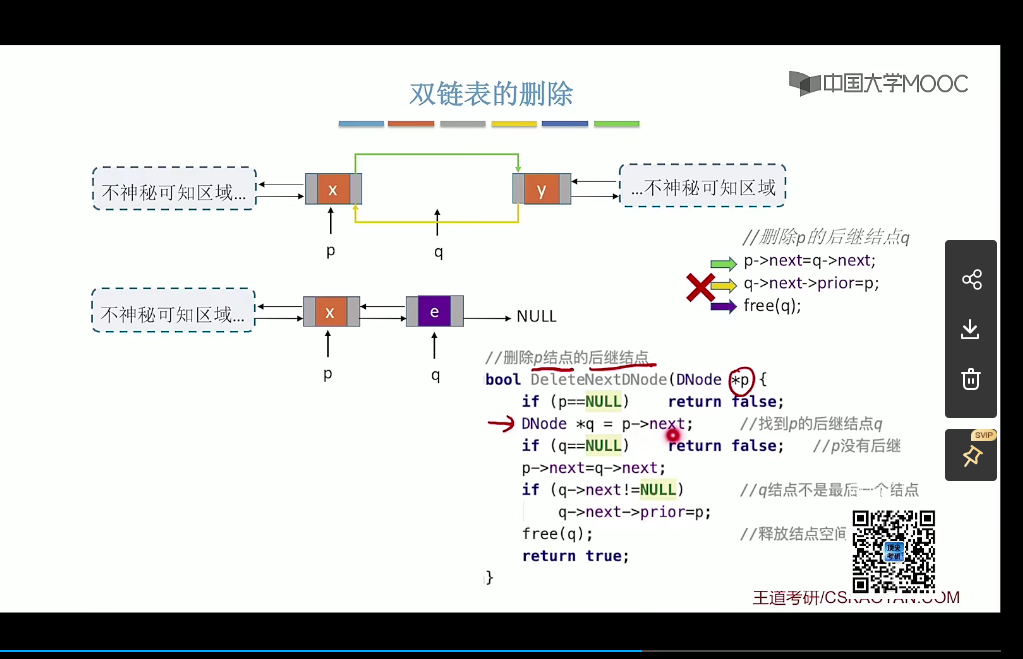 双链表的删除
中国大学MOOC
不神秘可知区域...
x
y
...不神秘可知区域
p
q
//删除p的后继结点q
p->next=q->next;
q->next->prior=p;
free(q);
不神秘可知区域...
x
e
NULL
p
q
//删除p结点的后继结点
bool DeleteNextDNode(DNode *p) {
if (p==NULL) return false;
DNode *q = p->next; //找到p的后继结点q
if (q==NULL) return false; //p没有后继
p->next=q->next;
if (q->next!=NULL) //q结点不是最后一个结点
q->next->prior=p;
free(q); //释放结点空间
return true;
}
王道考研/CSKAOYAN.COM
SVIP